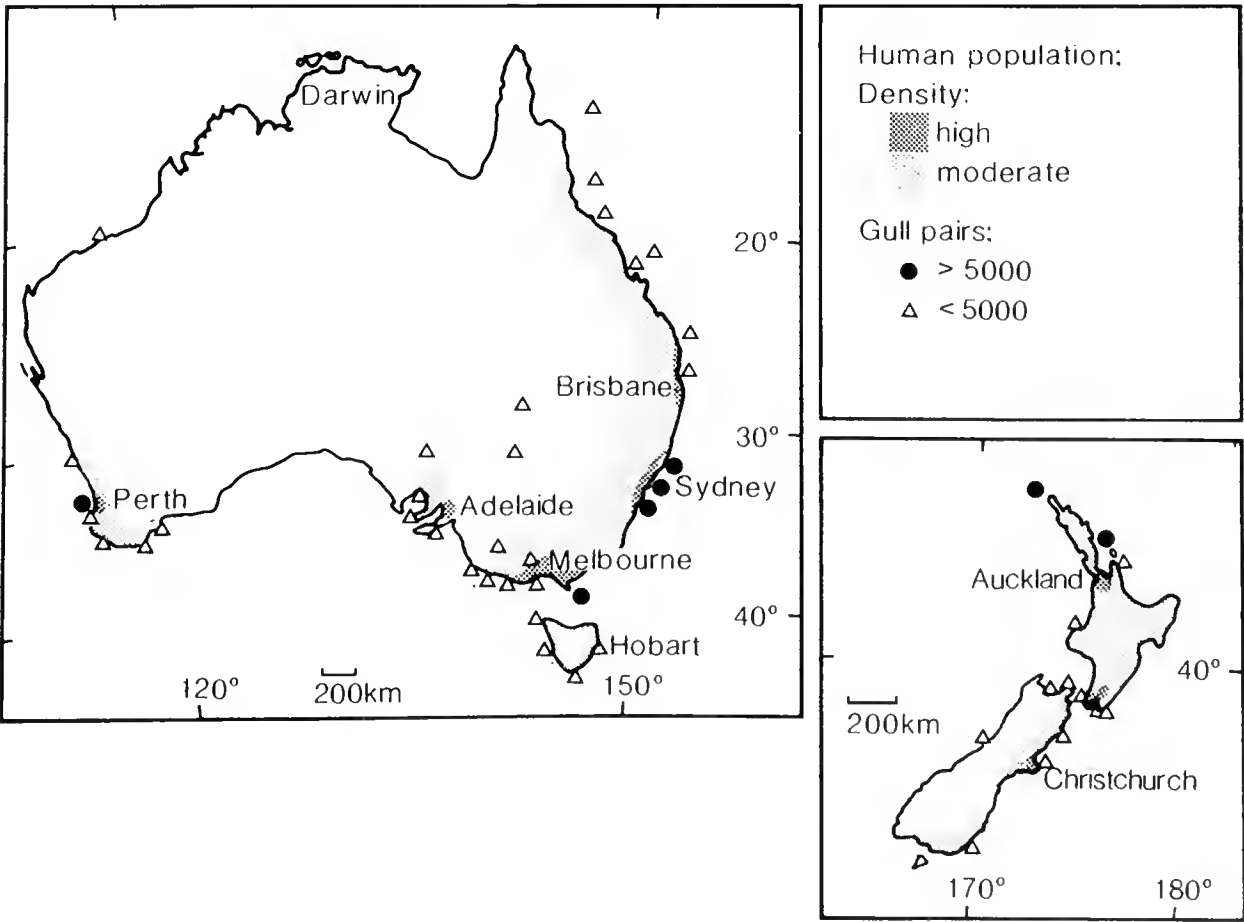 Darwin
20°
Brisbane
30°
Perth
Adelaide
Sydney
Melbourne
40°
Hobart
120°
200km
150°
Human population:
Density:
high
moderate
Gull pairs:
> 5000
< 5000
Auckland
40°
200km
Christchurch
170°
180°